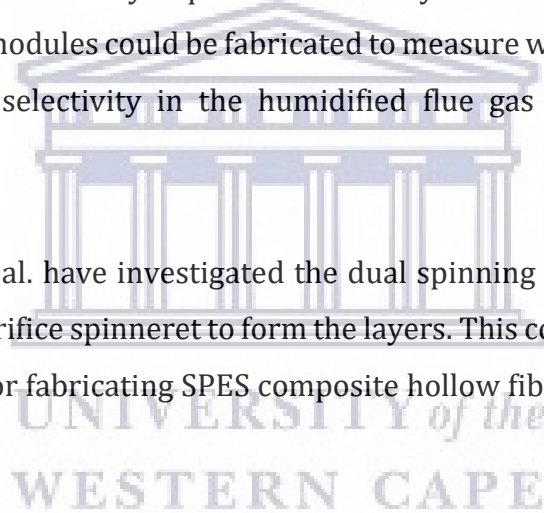 modules could be fabricated to measure w
selectivity in the humidified flue gas
al. have investigated the dual spinning
rifice spinneret to form the layers. This co
or fabricating SPES composite hollow fib
UNIVERSITY of the
WESTERN CAPE